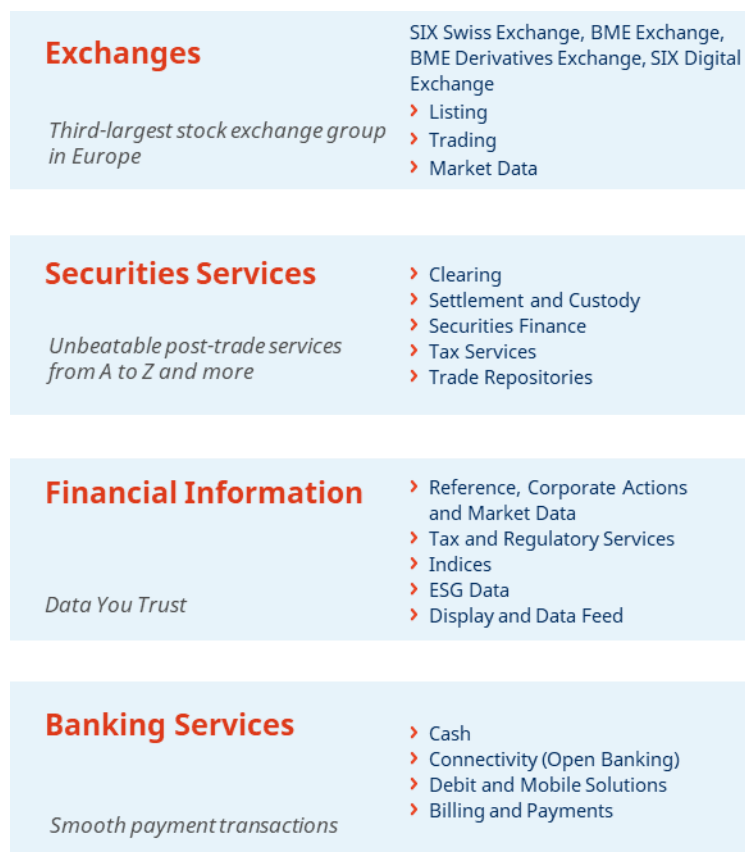 Exchanges
Third-largest stock exchange group
in Europe
SIX Swiss Exchange, BME Exchange,
BME Derivatives Exchange, SIX Digital
Exchange
› Listing
› Trading
› Market Data
Securities Services
Unbeatable post-trade services
from A to Z and more
› Clearing
› Settlement and Custody
› Securities Finance
› Tax Services
› Trade Repositories
Financial Information
Data You Trust
› Reference, Corporate Actions
and Market Data
› Tax and Regulatory Services
› Indices
› ESG Data
› Display and Data Feed
Banking Services
Smooth payment transactions
› Cash
› Connectivity (Open Banking)
› Debit and Mobile Solutions
› Billing and Payments